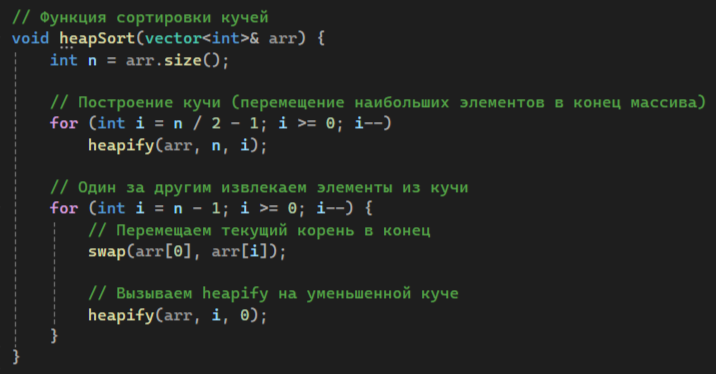 // Функция сортировки кучей
void heapSort(vector<int>& arr) {
    int n = arr.size();

    // Построение кучи (перемещение наибольших элементов в конец массива)
    for (int i = n / 2 - 1; i >= 0; i--)
        heapify(arr, n, i);

    // Один за другим извлекаем элементы из кучи
    for (int i = n - 1; i >= 0; i--) {
        // Перемещаем текущий корень в конец
        swap(arr[0], arr[i]);

        // Вызываем heapify на уменьшенной куче
        heapify(arr, i, 0);
    }
}